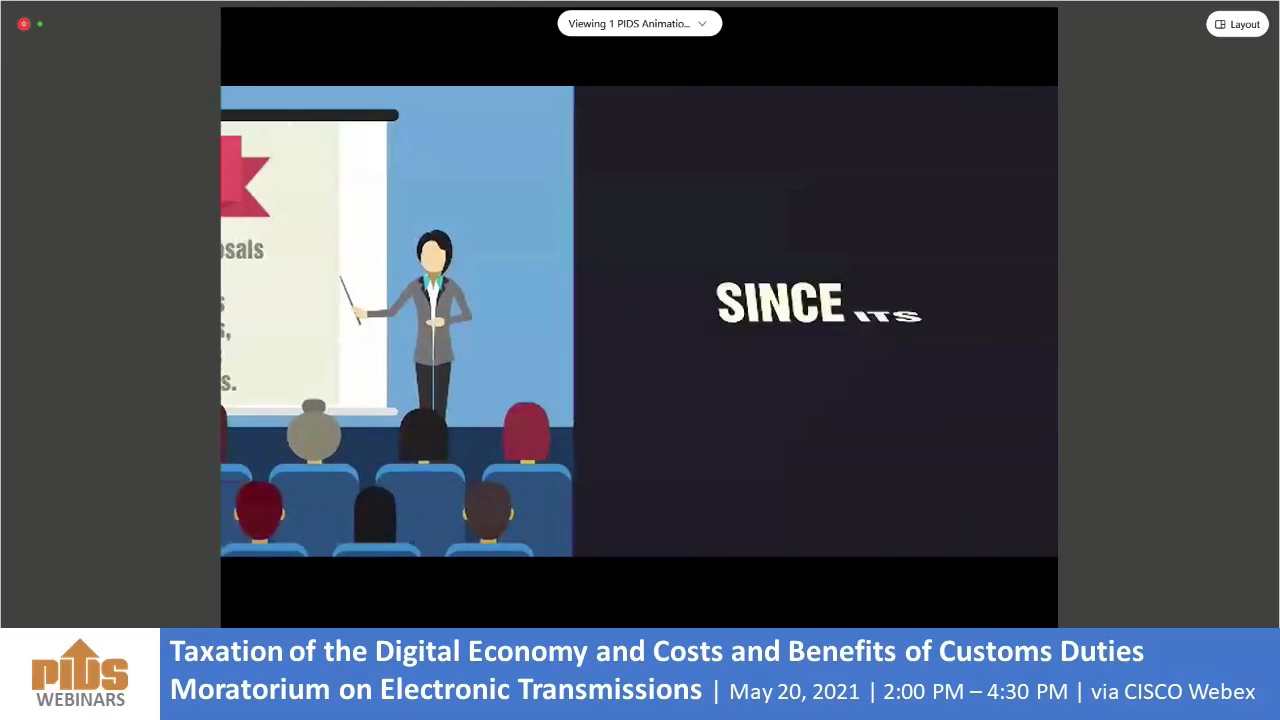 Viewing 1 PIDS Animatio...
Layout
SINCE ITS
PIDS
WEBINARS
Taxation of the Digital Economy and Costs and Benefits of Customs Duties
Moratorium on Electronic Transmissions | May 20, 2021 | 2:00 PM – 4:30 PM | via CISCO Webex